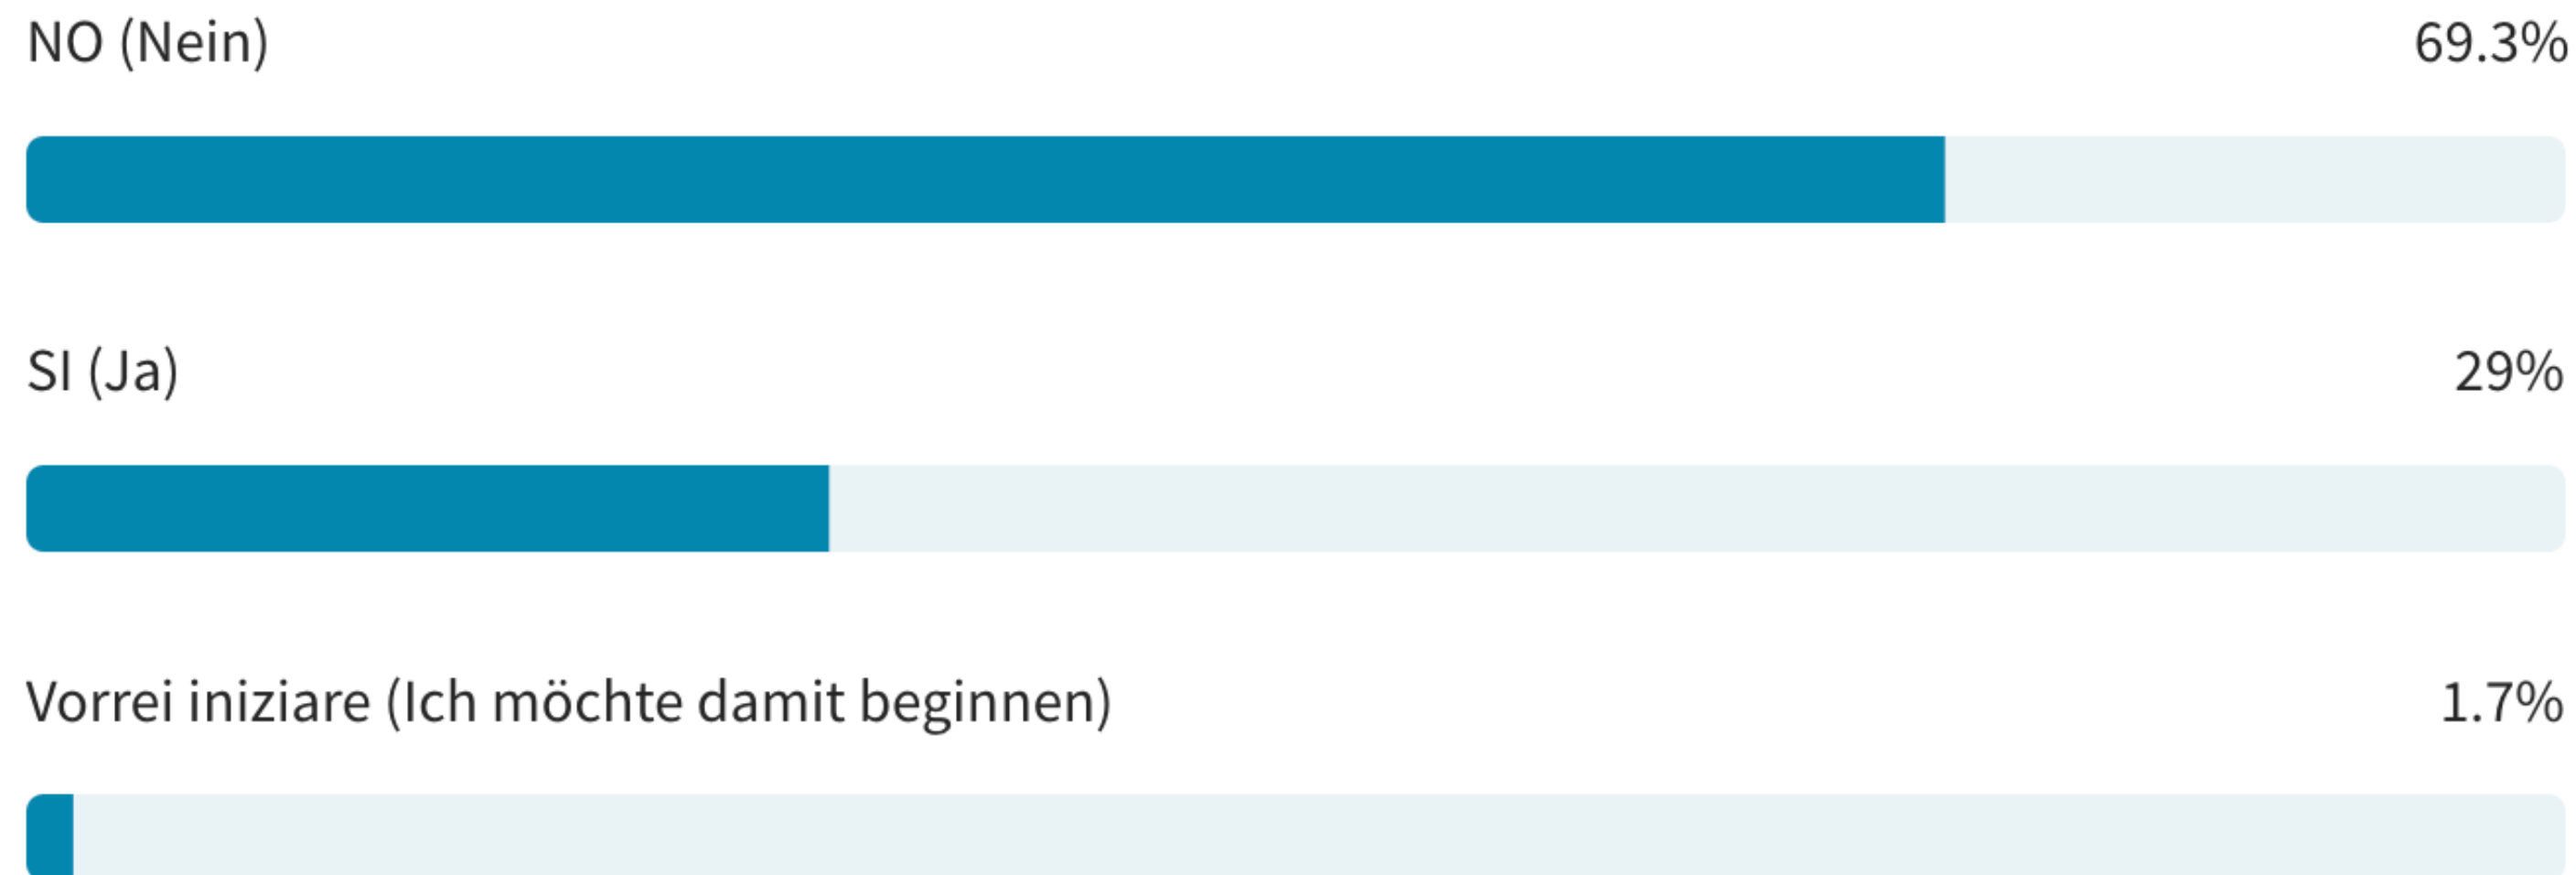 NO (Nein) 69.3%
SI (Ja) 29%
Vorrei iniziare (Ich möchte damit beginnen) 1.7%